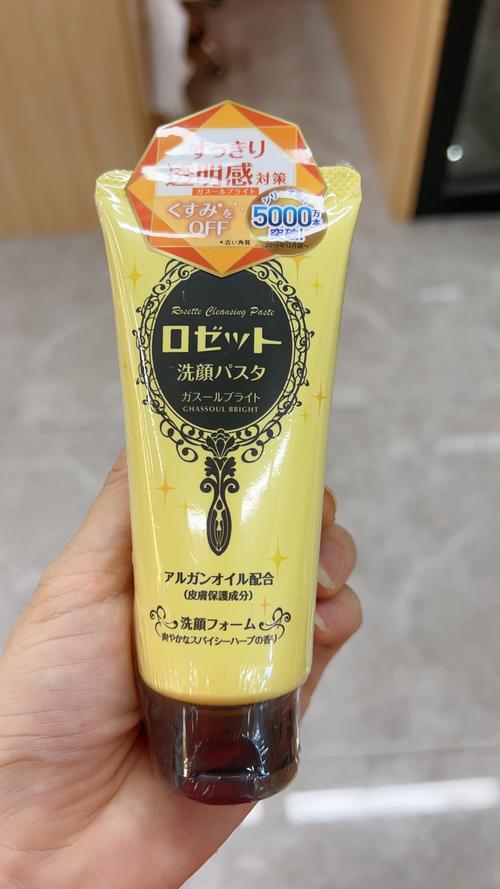 すっきり
透明感対策
ガスールブライト
くすみ*を
OFF
*古い角質
シリーズ累計
5000万本
突破!
2018年12月調べ
Rosette Cleansing Paste
ロゼット
洗顔パスタ
ガスールブライト
GHASSOUL BRIGHT
アルガンオイル配合
(皮膚保護成分)
洗顔フォーム
爽やかなスパイシーハーブの香り